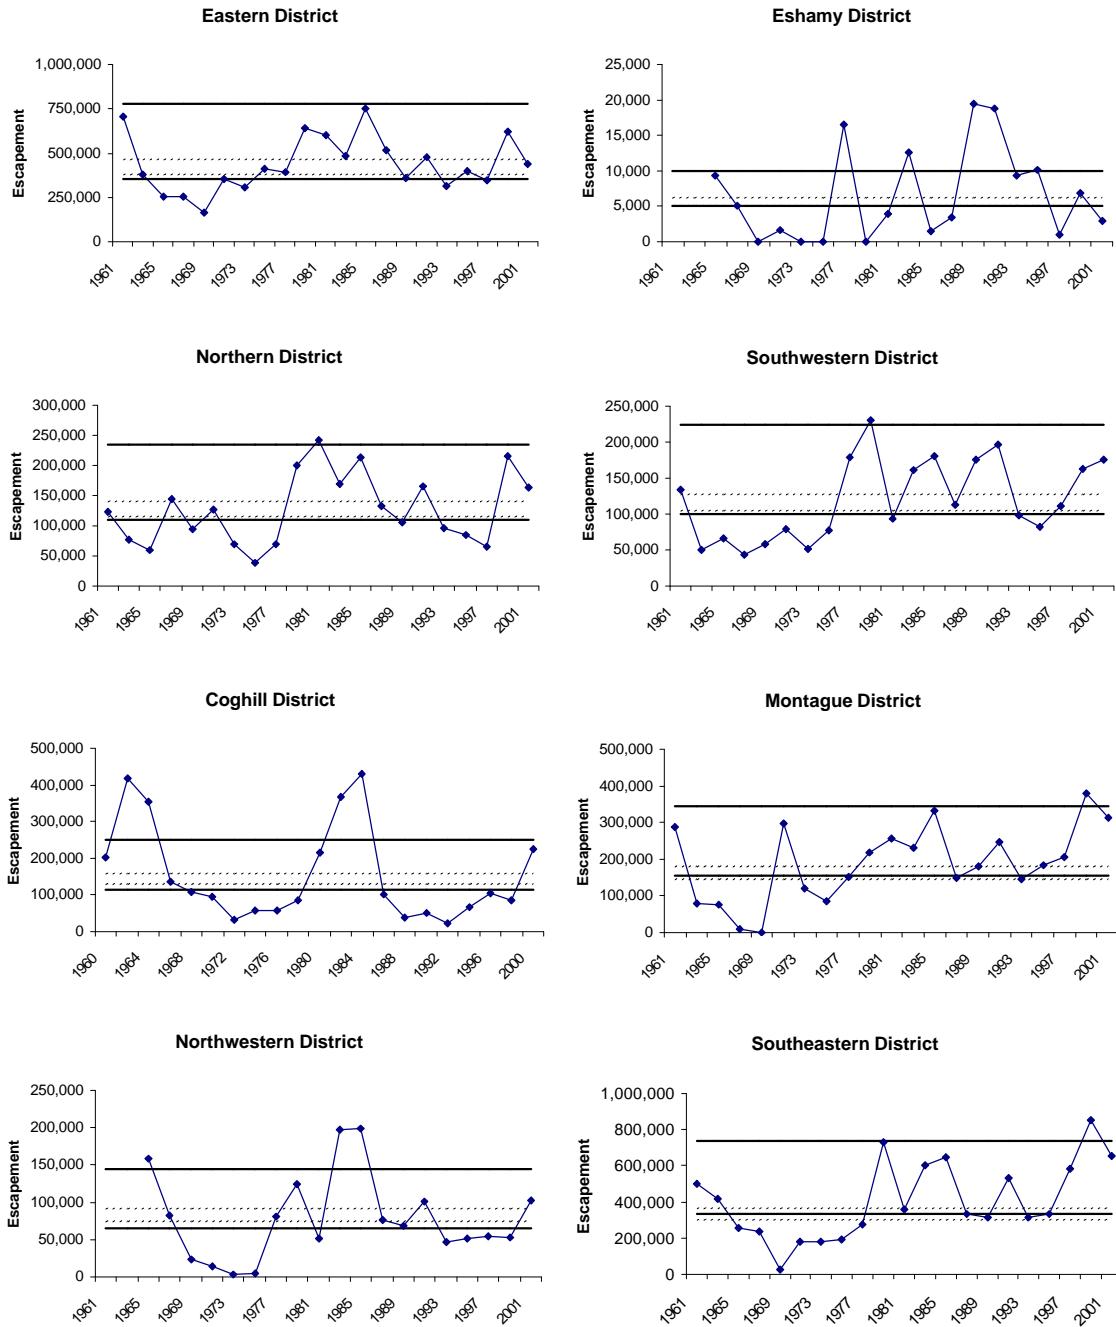 Eastern District
Escapement
1,000,000
750,000
500,000
250,000
0
1961 1965 1969 1973 1977 1981 1985 1989 1993 1997 2001
Eshamy District
Escapement
25,000
20,000
15,000
10,000
5,000
0
1961 1965 1969 1973 1977 1981 1985 1989 1993 1997 2001
Northern District
Escapement
300,000
250,000
200,000
150,000
100,000
50,000
0
1961 1965 1969 1973 1977 1981 1985 1989 1993 1997 2001
Southwestern District
Escapement
250,000
200,000
150,000
100,000
50,000
0
1961 1965 1969 1973 1977 1981 1985 1989 1993 1997 2001
Coghill District
Escapement
500,000
400,000
300,000
200,000
100,000
0
1960 1964 1968 1972 1976 1980 1984 1988 1992 1996 2000
Montague District
Escapement
500,000
400,000
300,000
200,000
100,000
0
1961 1965 1969 1973 1977 1981 1985 1989 1993 1997 2001
Northwestern District
Escapement
250,000
200,000
150,000
100,000
50,000
0
1961 1965 1969 1973 1977 1981 1985 1989 1993 1997 2001
Southeastern District
Escapement
1,000,000
800,000
600,000
400,000
200,000
0
1961 1965 1969 1973 1977 1981 1985 1989 1993 1997 2001